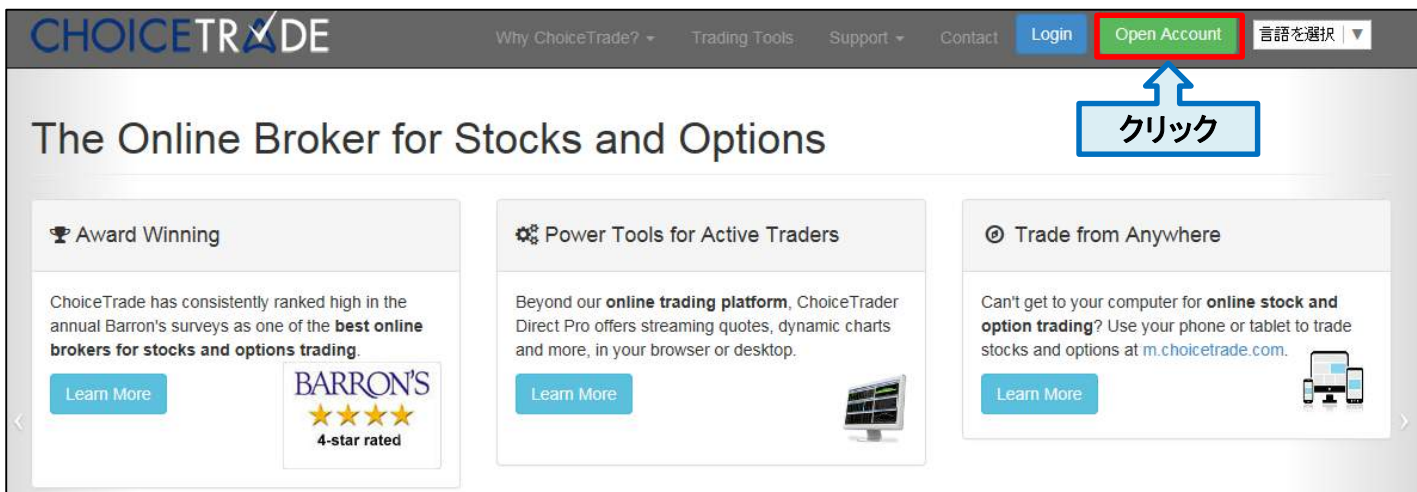 CHOICETRADE
Why ChoiceTrade?
Trading Tools
Support
Contact
Login
Open Account
言語を選択
クリック
The Online Broker for Stocks and Options
Award Winning
ChoiceTrade has consistently ranked high in the
annual Barron's surveys as one of the best online
brokers for stocks and options trading.
Learn More
BARRON'S
4-star rated
Power Tools for Active Traders
Beyond our online trading platform, ChoiceTrader
Direct Pro offers streaming quotes, dynamic charts
and more, in your browser or desktop.
Learn More
Trade from Anywhere
Can't get to your computer for online stock and
option trading? Use your phone or tablet to trade
stocks and options at m.choicetrade.com.
Learn More